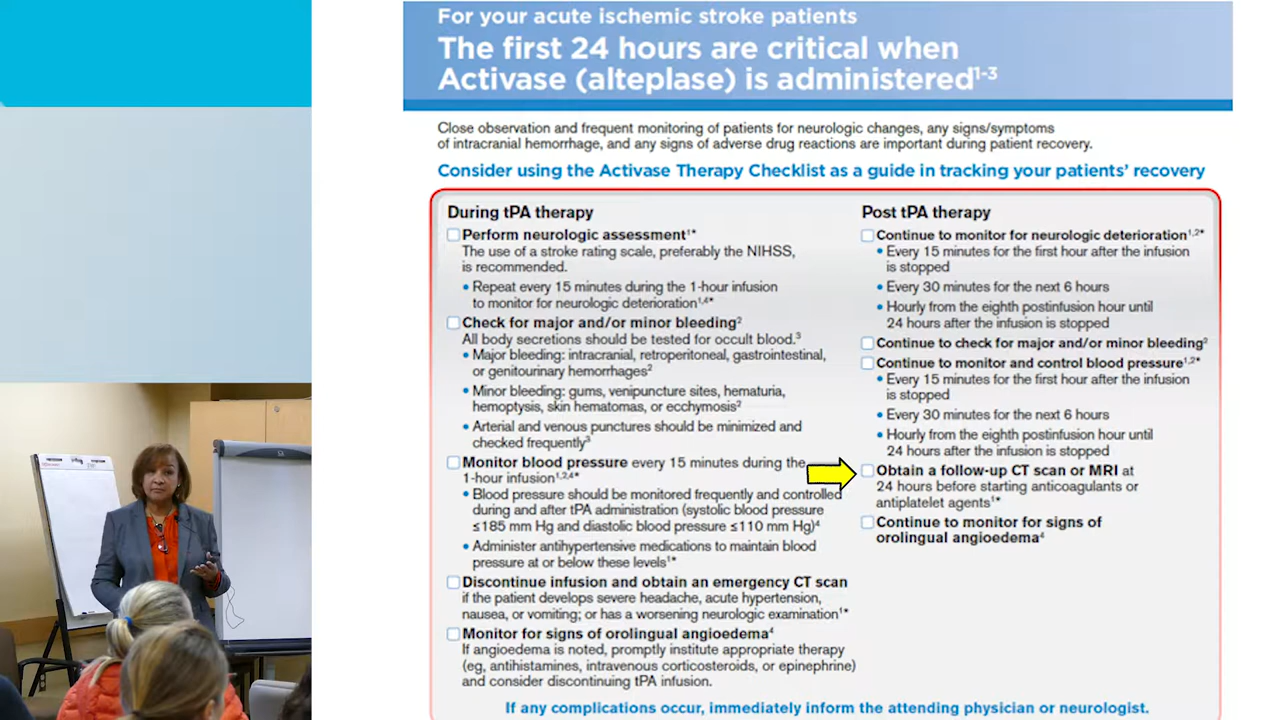 For your acute ischemic stroke patients
The first 24 hours are critical when
Activase (alteplase) is administered1-3
Close observation and frequent monitoring of patients for neurologic changes, any signs/symptoms
of intracranial hemorrhage, and any signs of adverse drug reactions are important during patient recovery.
Consider using the Activase Therapy Checklist as a guide in tracking your patients' recovery
During tPA therapy
Perform neurologic assessment1*
The use of a stroke rating scale, preferably the NIHSS,
is recommended.
• Repeat every 15 minutes during the 1-hour infusion
to monitor for neurologic deterioration1,4*
Check for major and/or minor bleeding2
All body secretions should be tested for occult blood.3
• Major bleeding: intracranial, retroperitoneal, gastrointestinal,
or genitourinary hemorrhages2
• Minor bleeding: gums, venipuncture sites, hematuria,
hemoptysis, skin hematomas, or ecchymosis2
• Arterial and venous punctures should be minimized and
checked frequently3
Monitor blood pressure every 15 minutes during the
1-hour infusion1,2,4*
• Blood pressure should be monitored frequently and controlled
during and after tPA administration (systolic blood pressure
≤185 mm Hg and diastolic blood pressure ≤110 mm Hg)4
• Administer antihypertensive medications to maintain blood
pressure at or below these levels1*
Discontinue infusion and obtain an emergency CT scan
if the patient develops severe headache, acute hypertension,
nausea, or vomiting; or has a worsening neurologic examination1*
Monitor for signs of orolingual angioedema4
If angioedema is noted, promptly institute appropriate therapy
(eg, antihistamines, intravenous corticosteroids, or epinephrine)
and consider discontinuing tPA infusion.
Post tPA therapy
Continue to monitor for neurologic deterioration1,2*
• Every 15 minutes for the first hour after the infusion
is stopped
• Every 30 minutes for the next 6 hours
• Hourly from the eighth postinfusion hour until
24 hours after the infusion is stopped
Continue to check for major and/or minor bleeding2
Continue to monitor and control blood pressure1,2*
• Every 15 minutes for the first hour after the infusion
is stopped
• Every 30 minutes for the next 6 hours
• Hourly from the eighth postinfusion hour until
24 hours after the infusion is stopped
Obtain a follow-up CT scan or MRI at
24 hours before starting anticoagulants or
antiplatelet agents1*
Continue to monitor for signs of
orolingual angioedema4
If any complications occur, immediately inform the attending physician or neurologist.